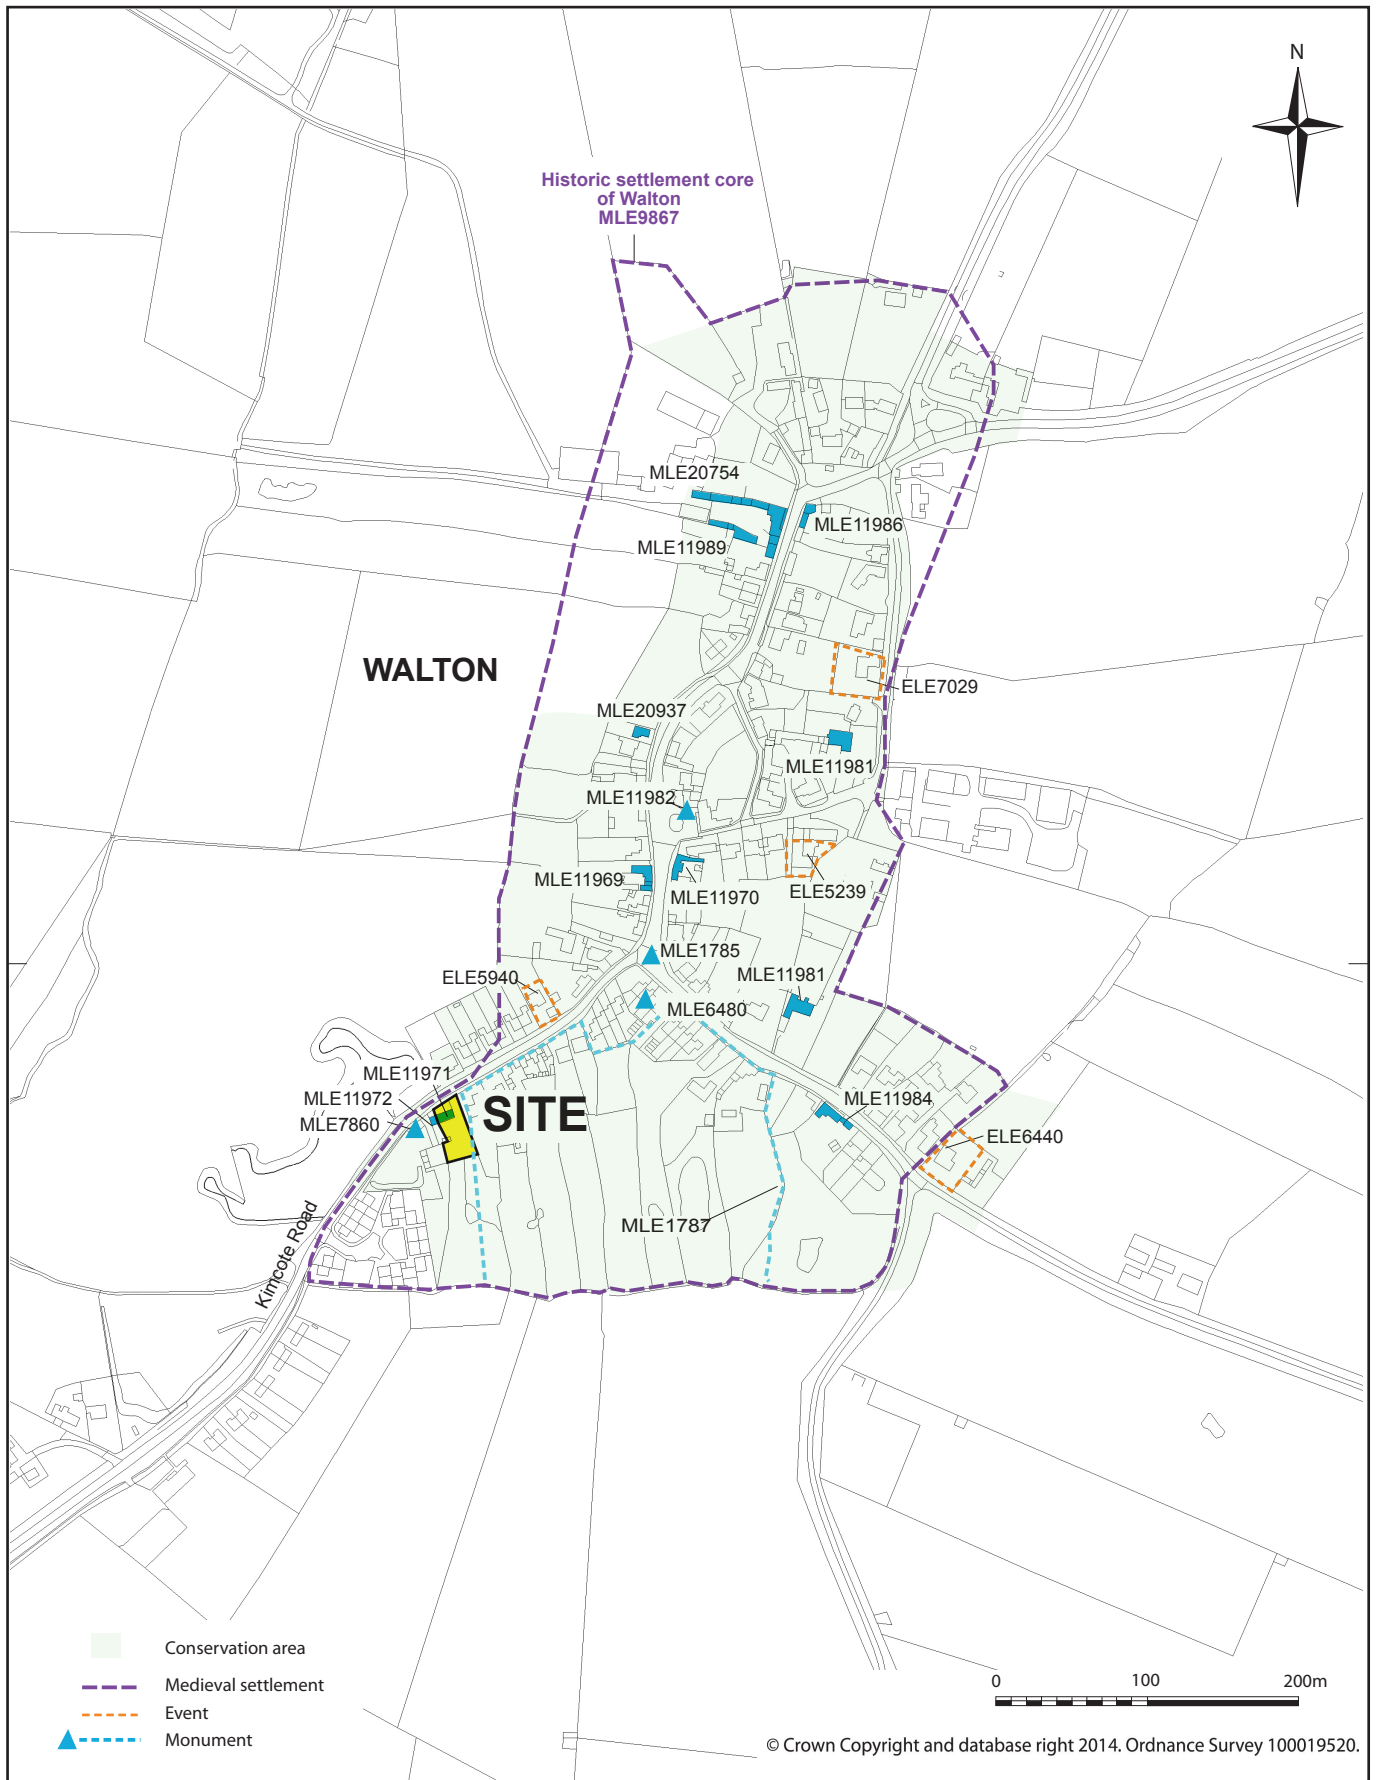 N
Historic settlement core
of Walton
MLE9867
MLE20754
MLE11986
MLE11989
WALTON
ELE7029
MLE20937
MLE11981
MLE11982
MLE11969
MLE11970
ELE5239
MLE1785
ELE5940
MLE11981
MLE6480
MLE11971
MLE11972
MLE7860
SITE
MLE11984
ELE6440
MLE1787
Kimcote Road
Conservation area
Medieval settlement
Event
Monument
0 100 200m
© Crown Copyright and database right 2014. Ordnance Survey 100019520.